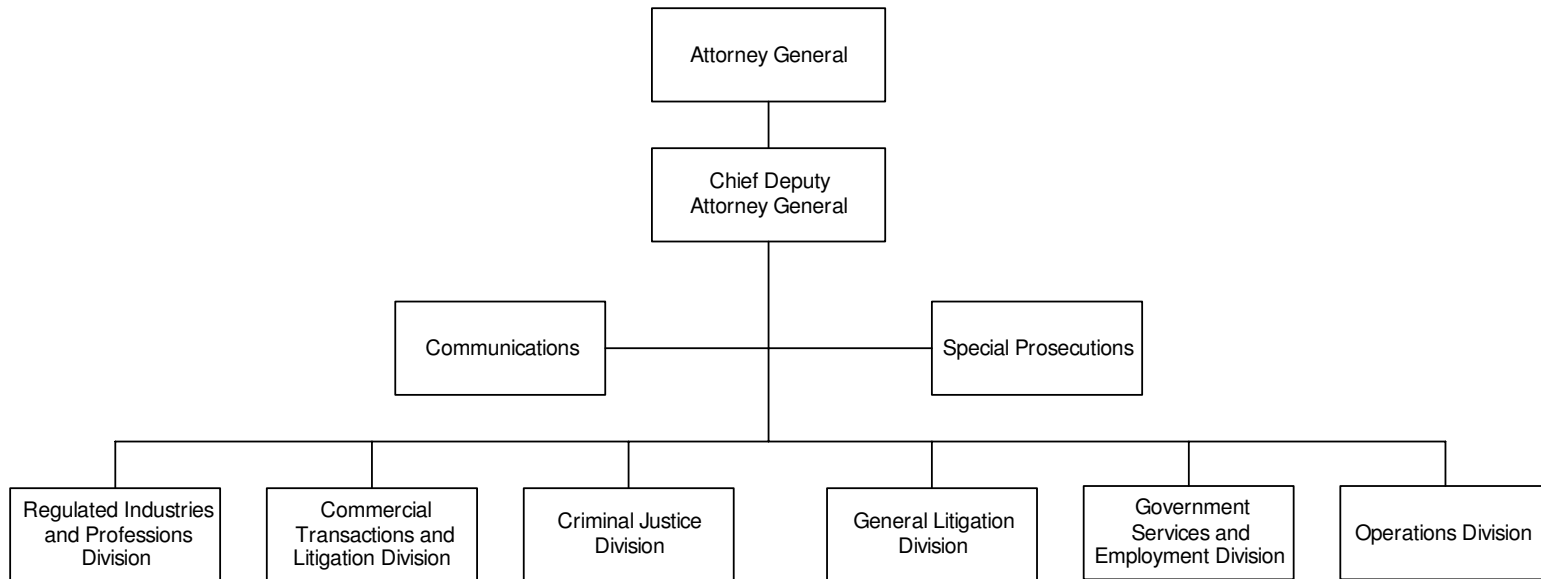 Attorney General
Chief Deputy
Attorney General
Communications
Special Prosecutions
Regulated Industries
and Professions
Division
Commercial
Transactions and
Litigation Division
Criminal Justice
Division
General Litigation
Division
Government
Services and
Employment Division
Operations Division